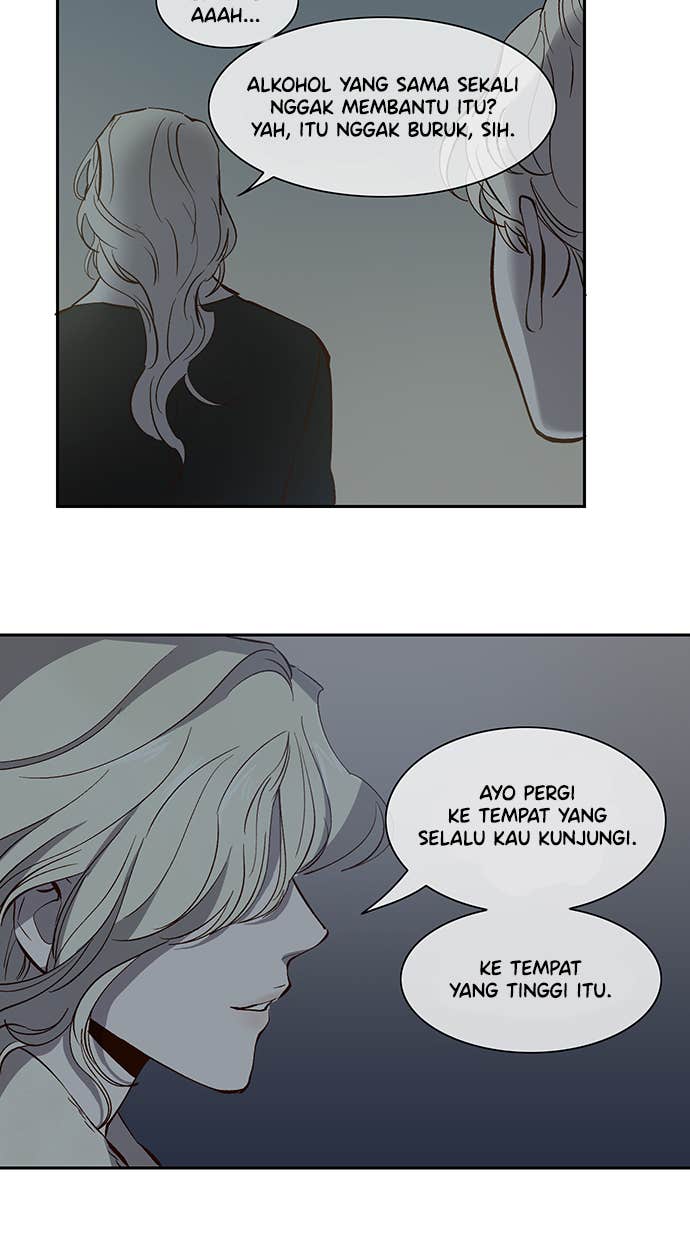 AAAH...
ALKOHOL YANG SAMA SEKALI
NGGAK MEMBANTU ITU?
YAH, ITU NGGAK BURUK, SIH.
AYO PERGI
KE TEMPAT YANG
SELALU KAU KUNJUNGI.
KE TEMPAT
YANG TINGGI ITU.